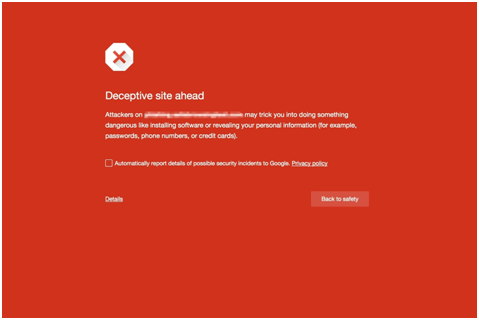 Deceptive site ahead
Attackers on may trick you into doing something
dangerous like installing software or revealing your personal information (for example,
passwords, phone numbers, or credit cards).
Automatically report details of possible security incidents to Google. Privacy policy
Details
Back to safety